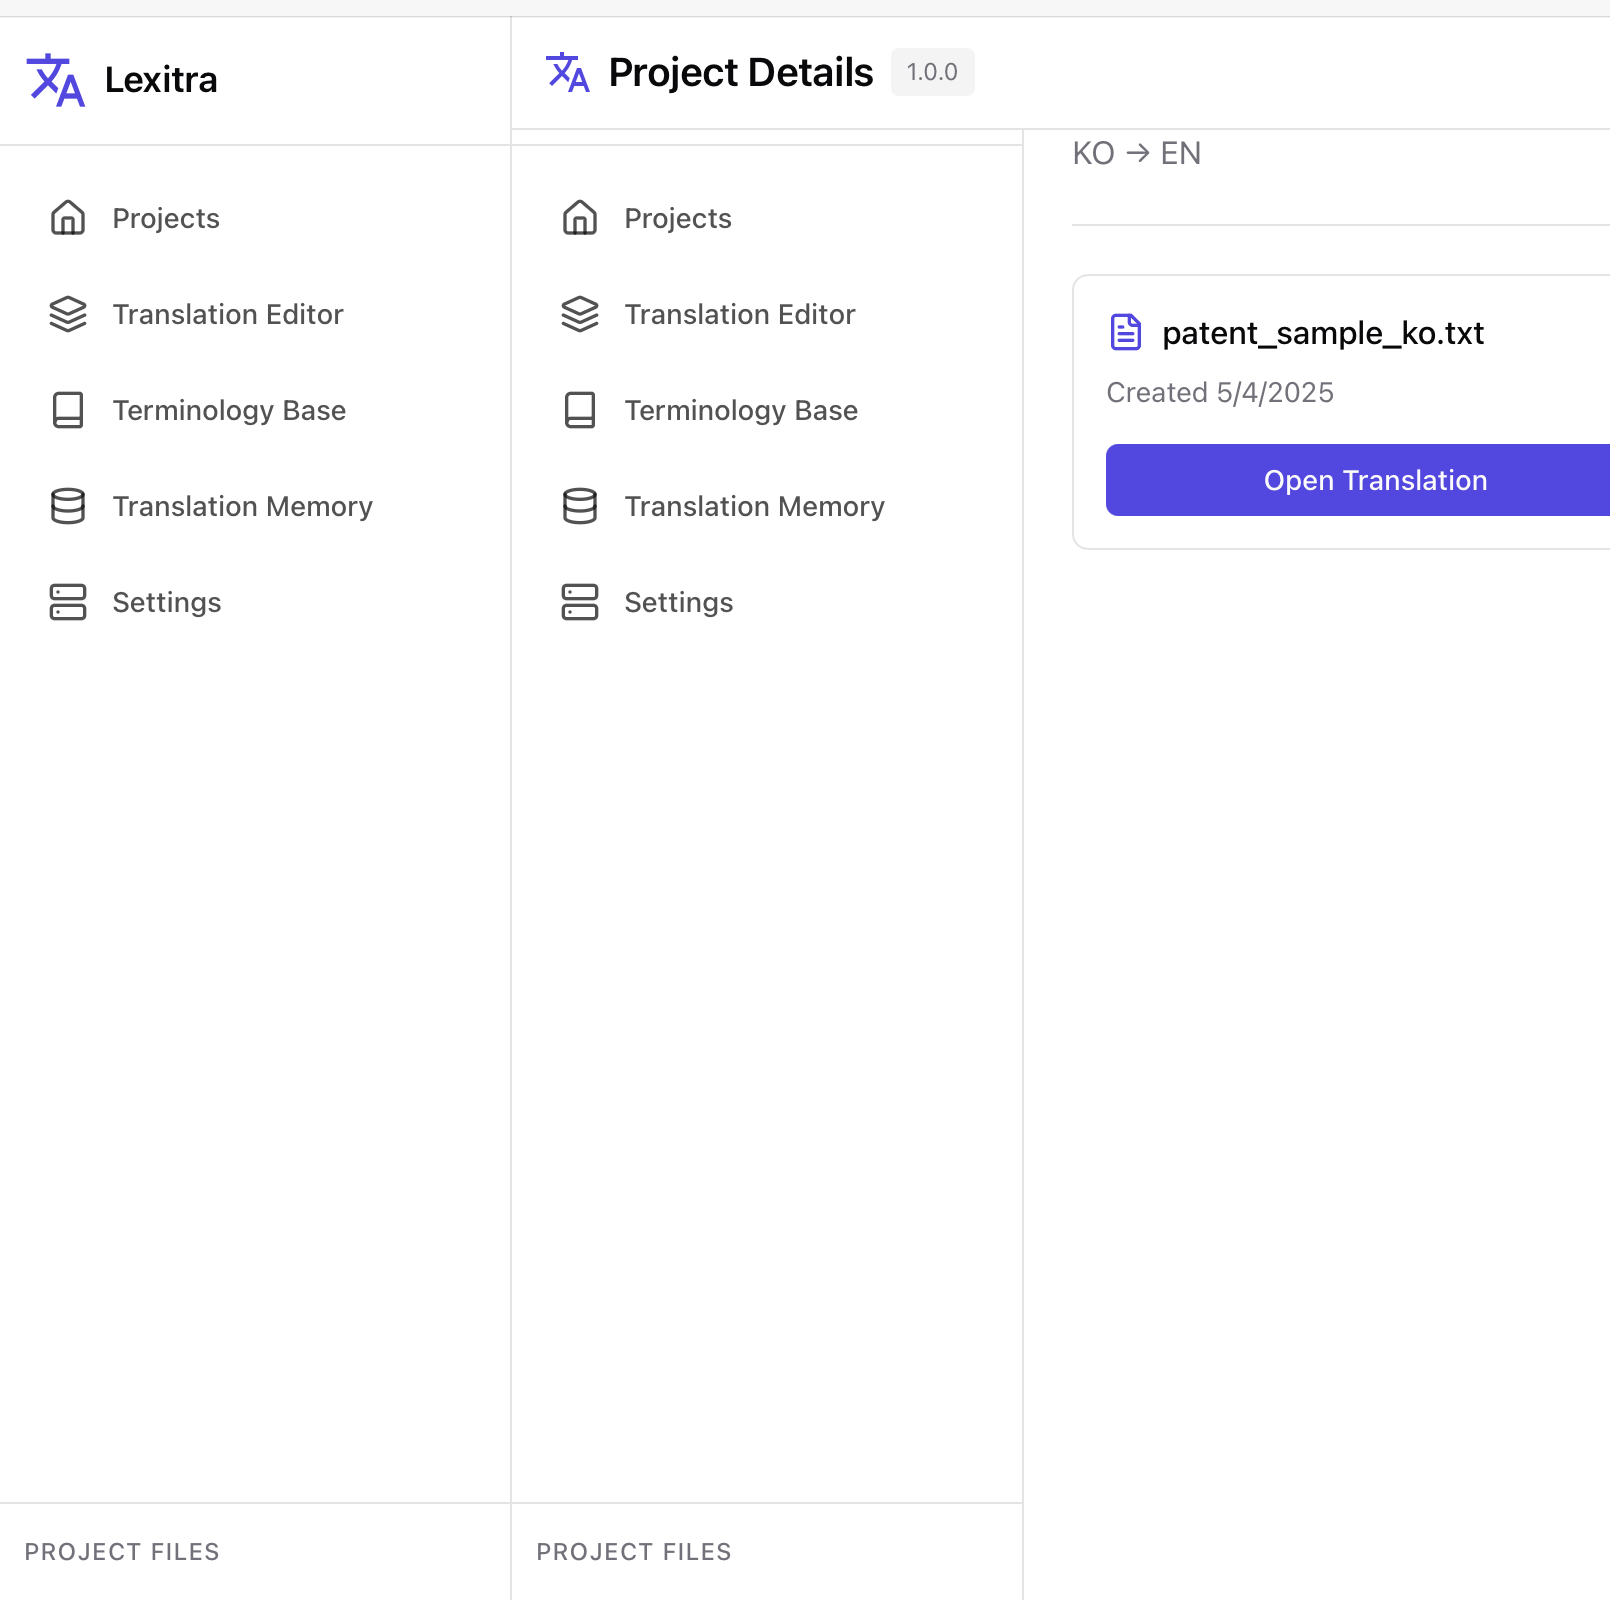 Lexitra
Projects
Translation Editor
Terminology Base
Translation Memory
Settings
PROJECT FILES
Project Details 1.0.0
Projects
Translation Editor
Terminology Base
Translation Memory
Settings
PROJECT FILES
KO → EN
patent_sample_ko.txt
Created 5/4/2025
Open Translation